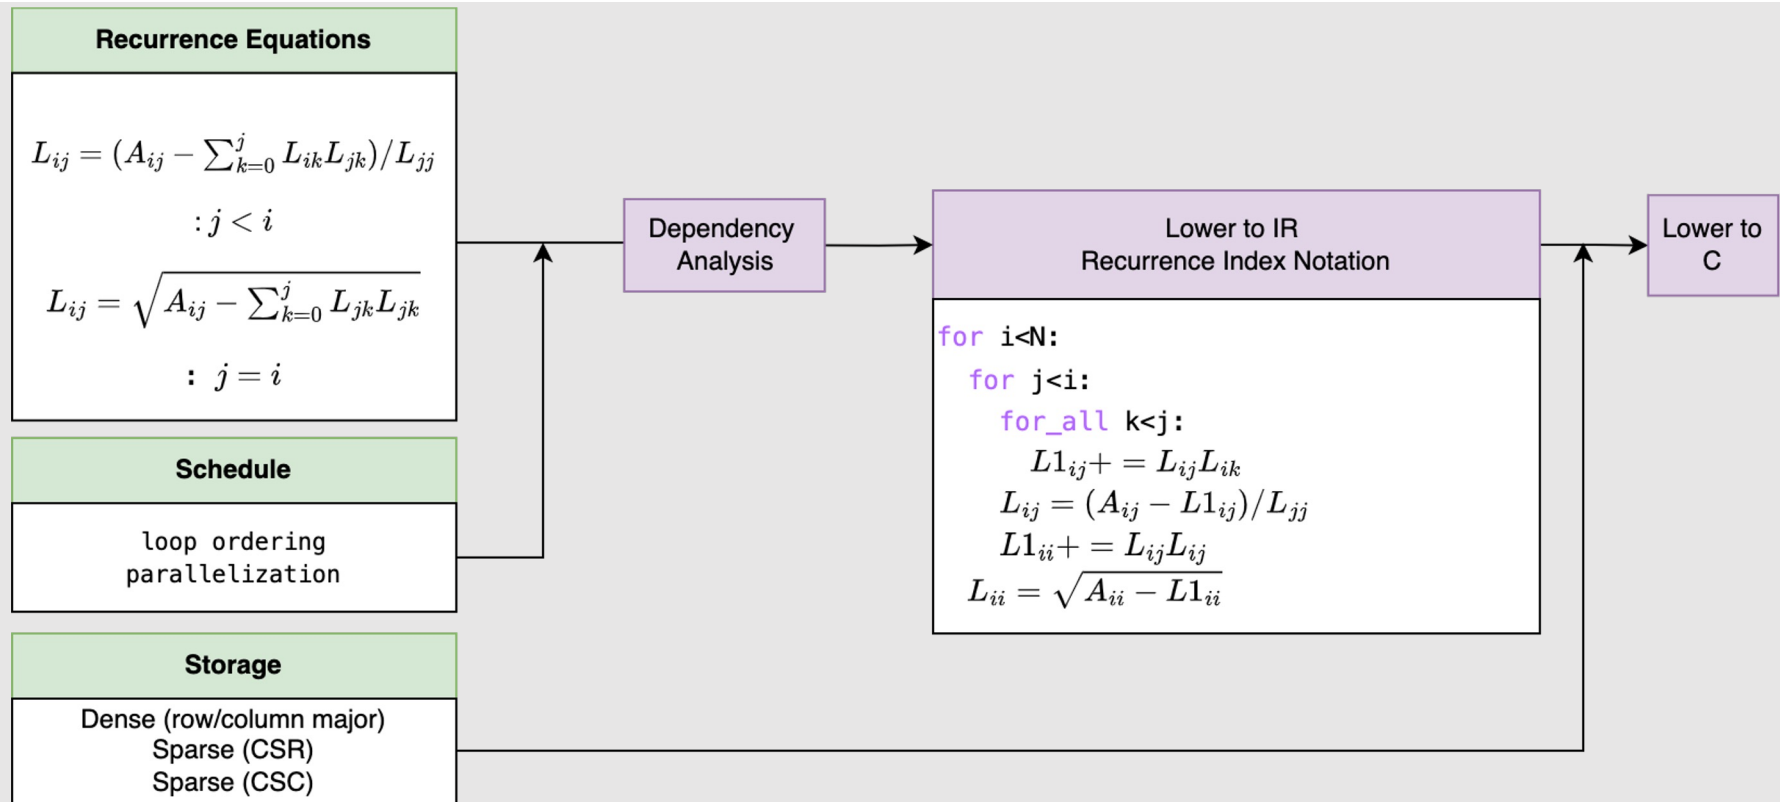 Recurrence Equations
L_{ij} = (A_{ij} − ∑_{k=0}^{j} L_{ik}L_{jk})/L_{jj}
: j < i
L_{ij} = √(A_{ij} − ∑_{k=0}^{j} L_{jk}L_{jk})
: j = i
Schedule
loop ordering
parallelization
Storage
Dense (row/column major)
Sparse (CSR)
Sparse (CSC)
Dependency
Analysis
Lower to IR
Recurrence Index Notation
for i<N:
for j<i:
for_all k<j:
L1_{ij}+ = L_{ij}L_{ik}
L_{ij} = (A_{ij} − L1_{ij})/L_{jj}
L1_{ii}+ = L_{ij}L_{ij}
L_{ii} = √(A_{ii} − L1_{ii})
Lower to
C